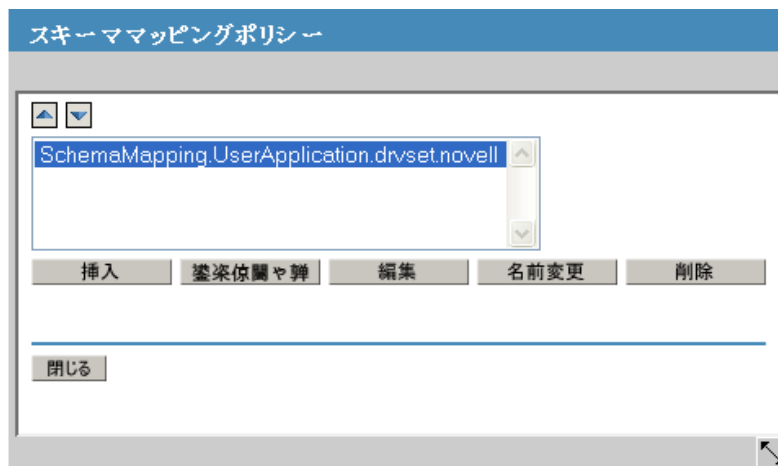 スキーママッピングポリシー
SchemaMapping.UserApplication.drvset.novell
挿入 編集 名前変更 削除
閉じる